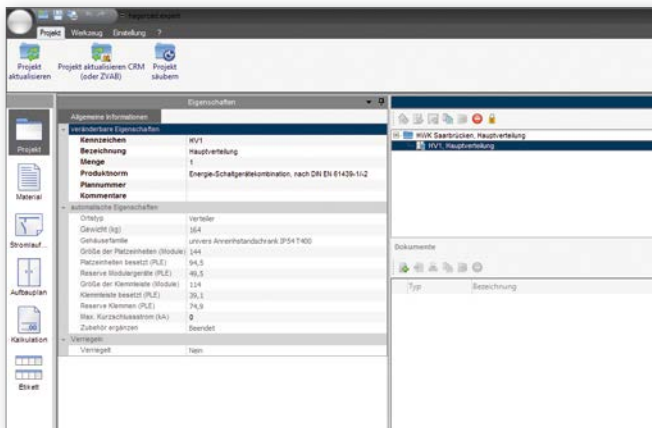 hagercad.expert
Projekt Werkzeug Einstellung ?
Projekt aktualisieren
Projekt aktualisieren CRM (oder ZVAB)
Projekt säubern
Projekt
Material
Stromlauf...
Aufbauplan
Kalkulation
Etikett
Eigenschaften
Allgemeine Informationen
veränderbare Eigenschaften
Kennzeichen HV1
Bezeichnung Hauptverteilung
Menge 1
Produktnorm Energie-Schaltgerätekombination, nach DIN EN 61439-1/-2
Plannummer
Kommentare
automatische Eigenschaften
Ortstyp Verteiler
Gewicht (kg) 164
Gehäusefamilie univers Anreihstandschrank IP54 T400
Größe der Platzeinheiten (Module) 144
Platzeinheiten besetzt (PLE) 94,5
Reserve Modulargeräte (PLE) 49,5
Größe der Klemmleiste (Module) 114
Klemmleiste besetzt (PLE) 39,1
Reserve Klemmen (PLE) 74,9
Max. Kurzschlussstrom (kA) 0
Zubehör ergänzen Beendet
Verriegeln
Verriegelt Nein
HWK Saarbrücken, Hauptverteilung
HV1, Hauptverteilung
Dokumente
Typ Bezeichnung